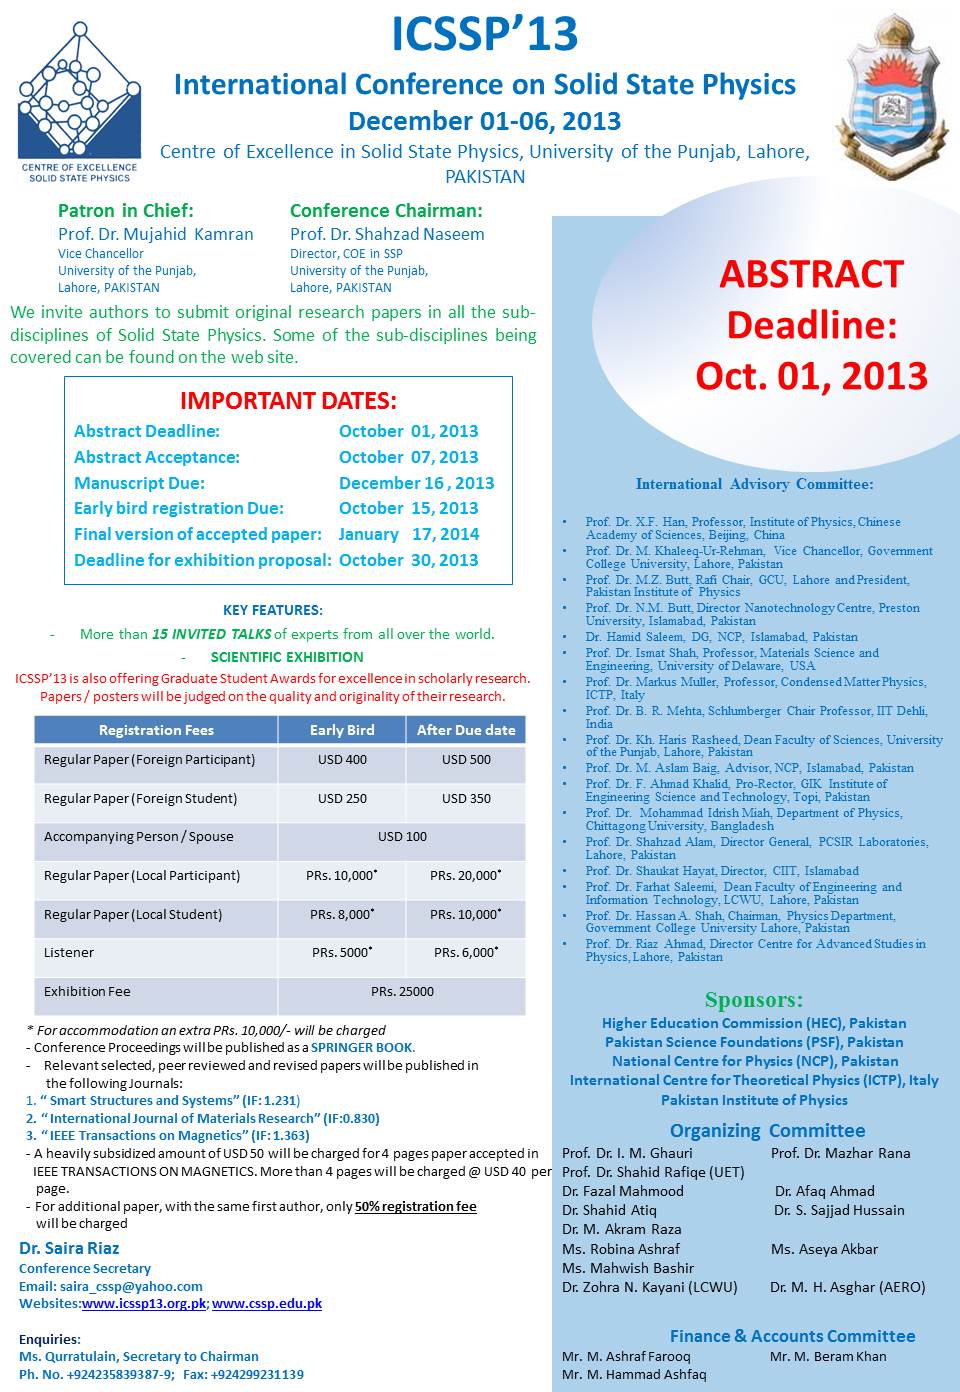 ICSSP’13
International Conference on Solid State Physics
December 01-06, 2013
Centre of Excellence in Solid State Physics, University of the Punjab, Lahore,
PAKISTAN
CENTRE OF EXCELLENCE
SOLID STATE PHYSICS
Patron in Chief:
Prof. Dr. Mujahid Kamran
Vice Chancellor
University of the Punjab,
Lahore, PAKISTAN
Conference Chairman:
Prof. Dr. Shahzad Naseem
Director, COE in SSP
University of the Punjab,
Lahore, PAKISTAN
We invite authors to submit original research papers in all the sub-
disciplines of Solid State Physics. Some of the sub-disciplines being
covered can be found on the web site.
IMPORTANT DATES:
Abstract Deadline: October 01, 2013
Abstract Acceptance: October 07, 2013
Manuscript Due: December 16 , 2013
Early bird registration Due: October 15, 2013
Final version of accepted paper: January 17, 2014
Deadline for exhibition proposal: October 30, 2013
KEY FEATURES:
- More than 15 INVITED TALKS of experts from all over the world.
- SCIENTIFIC EXHIBITION
ICSSP’13 is also offering Graduate Student Awards for excellence in scholarly research.
Papers / posters will be judged on the quality and originality of their research.
Registration Fees Early Bird After Due date
Regular Paper (Foreign Participant) USD 400 USD 500
Regular Paper (Foreign Student) USD 250 USD 350
Accompanying Person / Spouse USD 100
Regular Paper (Local Participant) PRs. 10,000* PRs. 20,000*
Regular Paper (Local Student) PRs. 8,000* PRs. 10,000*
Listener PRs. 5000* PRs. 6,000*
Exhibition Fee PRs. 25000
* For accommodation an extra PRs. 10,000/- will be charged
- Conference Proceedings will be published as a SPRINGER BOOK.
- Relevant selected, peer reviewed and revised papers will be published in
the following Journals:
1. “ Smart Structures and Systems” (IF: 1.231)
2. “ International Journal of Materials Research” (IF:0.830)
3. “ IEEE Transactions on Magnetics” (IF: 1.363)
- A heavily subsidized amount of USD 50 will be charged for 4 pages paper accepted in
IEEE TRANSACTIONS ON MAGNETICS. More than 4 pages will be charged @ USD 40 per
page.
- For additional paper, with the same first author, only 50% registration fee
will be charged
Dr. Saira Riaz
Conference Secretary
Email: saira_cssp@yahoo.com
Websites:www.icssp13.org.pk; www.cssp.edu.pk
Enquiries:
Ms. Qurratulain, Secretary to Chairman
Ph. No. +924235839387-9; Fax: +924299231139
ABSTRACT
Deadline:
Oct. 01, 2013
International Advisory Committee:
• Prof. Dr. X.F. Han, Professor, Institute of Physics, Chinese
Academy of Sciences, Beijing, China
• Prof. Dr. M. Khaleeq-Ur-Rehman, Vice Chancellor, Government
College University, Lahore, Pakistan
• Prof. Dr. M.Z. Butt, Rafi Chair, GCU, Lahore and President,
Pakistan Institute of Physics
• Prof. Dr. N.M. Butt, Director Nanotechnology Centre, Preston
University, Islamabad, Pakistan
• Dr. Hamid Saleem, DG, NCP, Islamabad, Pakistan
• Prof. Dr. Ismat Shah, Professor, Materials Science and
Engineering, University of Delaware, USA
• Prof. Dr. Markus Muller, Professor, Condensed Matter Physics,
ICTP, Italy
• Prof. Dr. B. R. Mehta, Schlumberger Chair Professor, IIT Dehli,
India
• Prof. Dr. Kh. Haris Rasheed, Dean Faculty of Sciences, University
of the Punjab, Lahore, Pakistan
• Prof. Dr. M. Aslam Baig, Advisor, NCP, Islamabad, Pakistan
• Prof. Dr. F. Ahmad Khalid, Pro-Rector, GIK Institute of
Engineering Science and Technology, Topi, Pakistan
• Prof. Dr. Mohammad Idrish Miah, Department of Physics,
Chittagong University, Bangladesh
• Prof. Dr. Shahzad Alam, Director General, PCSIR Laboratories,
Lahore, Pakistan
• Prof. Dr. Shaukat Hayat, Director, CIIT, Islamabad
• Prof. Dr. Farhat Saleemi, Dean Faculty of Engineering and
Information Technology, LCWU, Lahore, Pakistan
• Prof. Dr. Hassan A. Shah, Chairman, Physics Department,
Government College University Lahore, Pakistan
• Prof. Dr. Riaz Ahmad, Director Centre for Advanced Studies in
Physics, Lahore, Pakistan
Sponsors:
Higher Education Commission (HEC), Pakistan
Pakistan Science Foundations (PSF), Pakistan
National Centre for Physics (NCP), Pakistan
International Centre for Theoretical Physics (ICTP), Italy
Pakistan Institute of Physics
Organizing Committee
Prof. Dr. I. M. Ghauri Prof. Dr. Mazhar Rana
Prof. Dr. Shahid Rafiqe (UET)
Dr. Fazal Mahmood Dr. Afaq Ahmad
Dr. Shahid Atiq Dr. S. Sajjad Hussain
Dr. M. Akram Raza
Ms. Robina Ashraf Ms. Aseya Akbar
Ms. Mahwish Bashir
Dr. Zohra N. Kayani (LCWU) Dr. M. H. Asghar (AERO)
Finance & Accounts Committee
Mr. M. Ashraf Farooq Mr. M. Beram Khan
Mr. M. Hammad Ashfaq